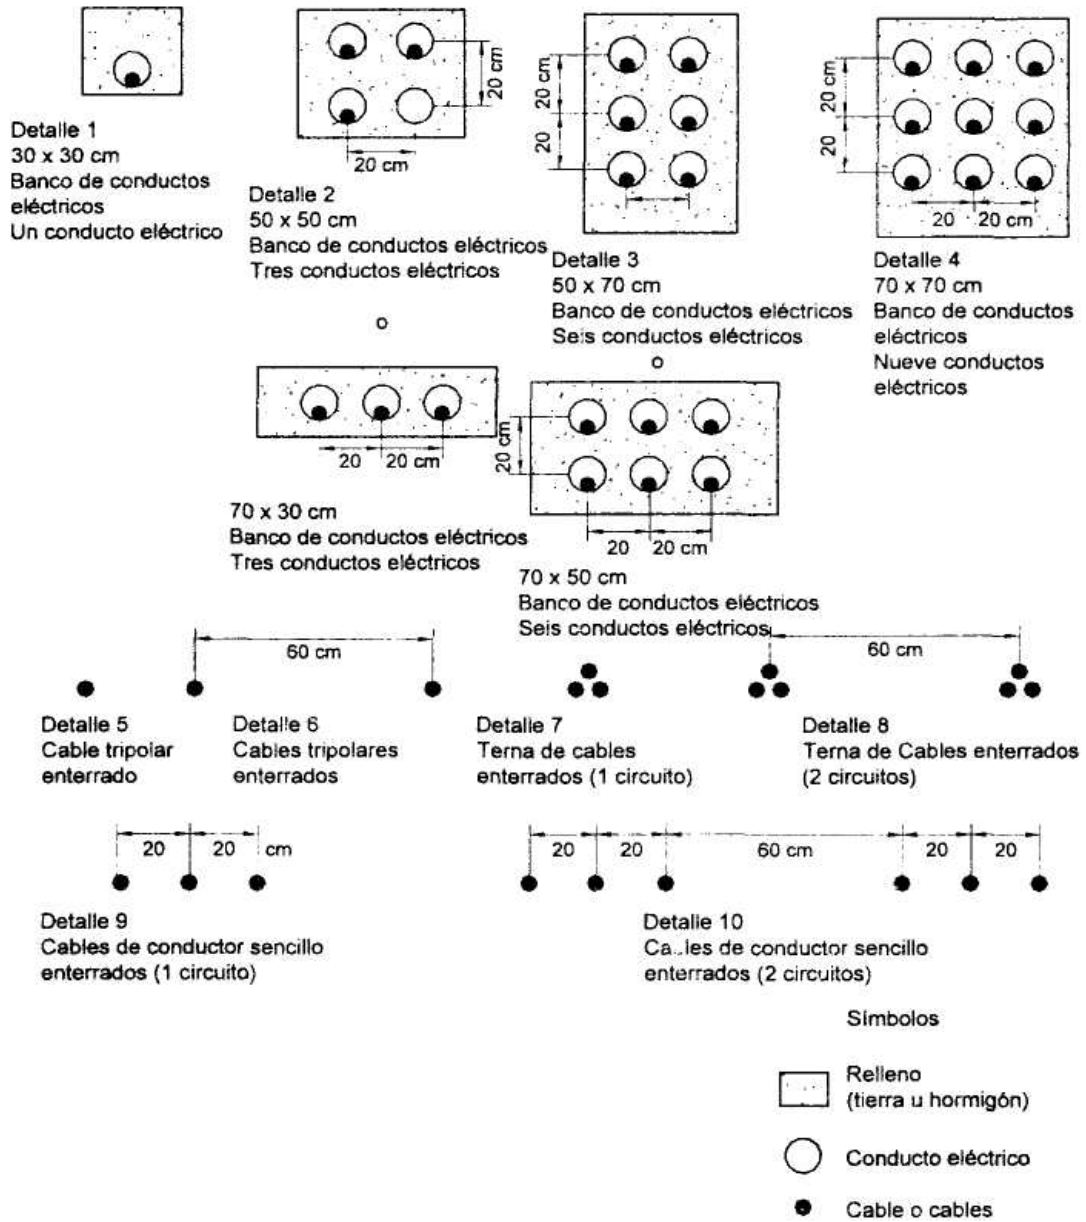 20 cm
20 cm
Detalle 1
30 x 30 cm
Banco de conductos
eléctricos
Un conducto eléctrico
Detalle 2
50 x 50 cm
Banco de conductos eléctricos
Tres conductos eléctricos
20 cm
20
Detalle 3
50 x 70 cm
Banco de conductos eléctricos
Seis conductos eléctricos
20 cm
20
20
20 cm
Detalle 4
70 x 70 cm
Banco de conductos
eléctricos
Nueve conductos
eléctricos
o
20
20 cm
70 x 30 cm
Banco de conductos eléctricos
Tres conductos eléctricos
o
20 cm
20
20 cm
70 x 50 cm
Banco de conductos eléctricos
Seis conductos eléctricos
60 cm
60 cm
Detalle 5
Cable tripolar
enterrado
Detalle 6
Cables tripolares
enterrados
Detalle 7
Terna de cables
enterrados (1 circuito)
Detalle 8
Terna de Cables enterrados
(2 circuitos)
20
20
cm
20
20
60 cm
20
20
Detalle 9
Cables de conductor sencillo
enterrados (1 circuito)
Detalle 10
de conductor sencillo
enterrados (2 circuitos)
Símbolos
Relleno
(tierra u hormigón)
Conducto eléctrico
Cable o cables